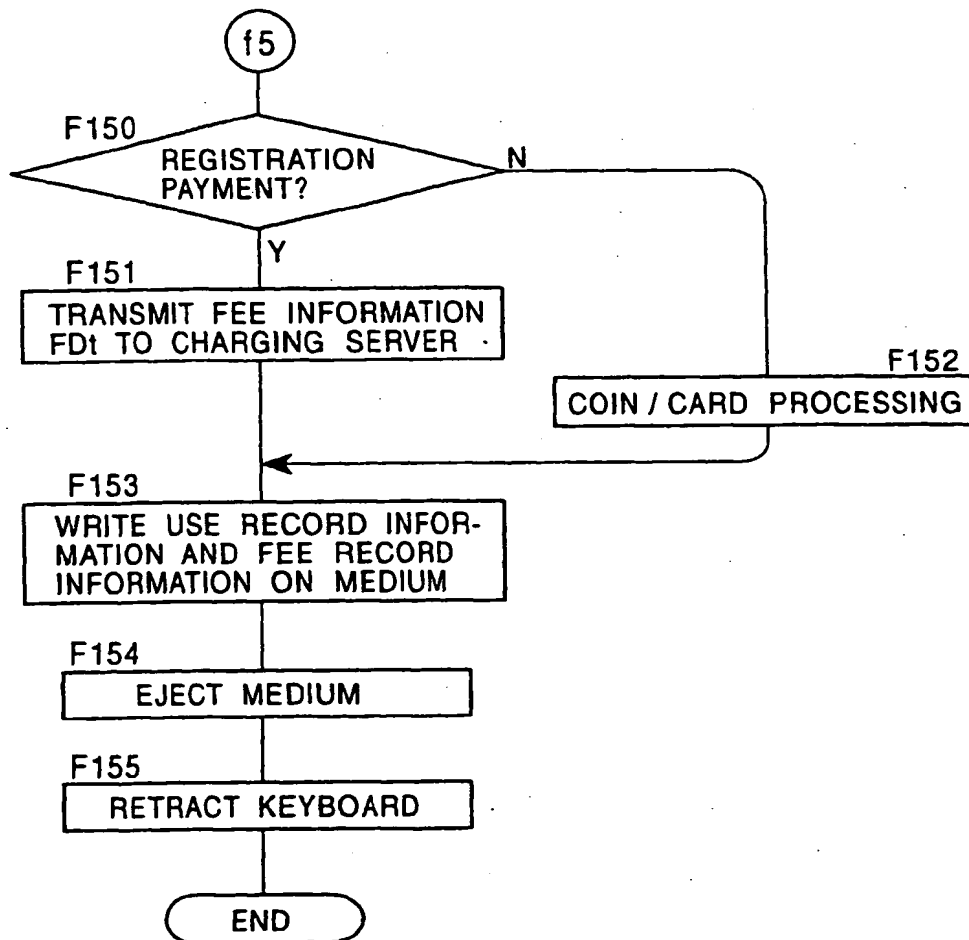 f5
F150
REGISTRATION
PAYMENT?
N
Y
F151
TRANSMIT FEE INFORMATION
FDt TO CHARGING SERVER
F152
COIN / CARD PROCESSING
F153
WRITE USE RECORD INFOR-
MATION AND FEE RECORD
INFORMATION ON MEDIUM
F154
EJECT MEDIUM
F155
RETRACT KEYBOARD
END